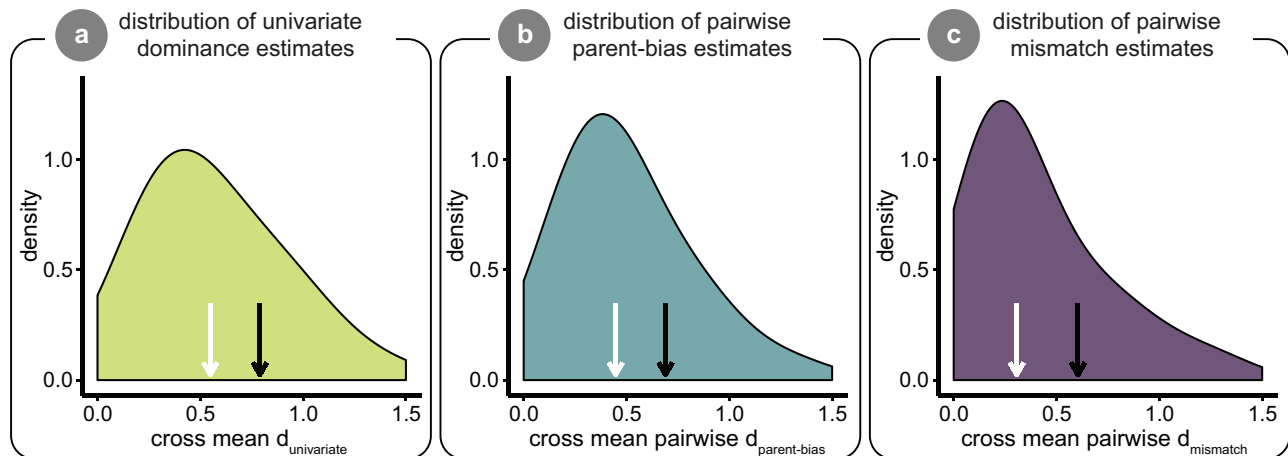 a
distribution of univariate
dominance estimates
density
1.0
0.5
0.0
0.0 0.5 1.0 1.5
cross mean d_univariate
b
distribution of pairwise
parent-bias estimates
density
1.0
0.5
0.0
0.0 0.5 1.0 1.5
cross mean pairwise d_parent-bias
c
distribution of pairwise
mismatch estimates
density
1.0
0.5
0.0
0.0 0.5 1.0 1.5
cross mean pairwise d_mismatch